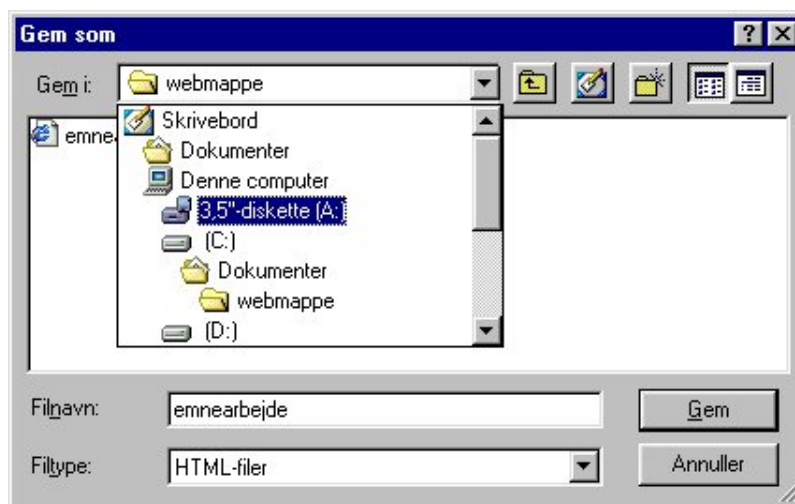 Gem som
Gem i: webmappe
emnea
Skrivebord
Dokumenter
Denne computer
3,5"-diskette (A:)
(C:)
Dokumenter
webmappe
(D:)
Filnavn: emnearbejde Gem
Filtype: HTML-filer Annuller